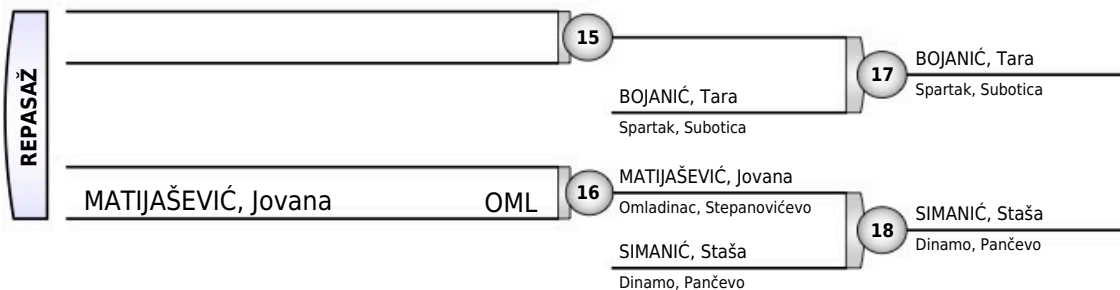 REPASAŽ
15
BOJANIĆ, Tara
Spartak, Subotica
17
BOJANIĆ, Tara
Spartak, Subotica
MATIJAŠEVIĆ, Jovana OML
16
MATIJAŠEVIĆ, Jovana
Omladinac, Stepanovićevo
SIMANIĆ, Staša
Dinamo, Pančevo
18
SIMANIĆ, Staša
Dinamo, Pančevo